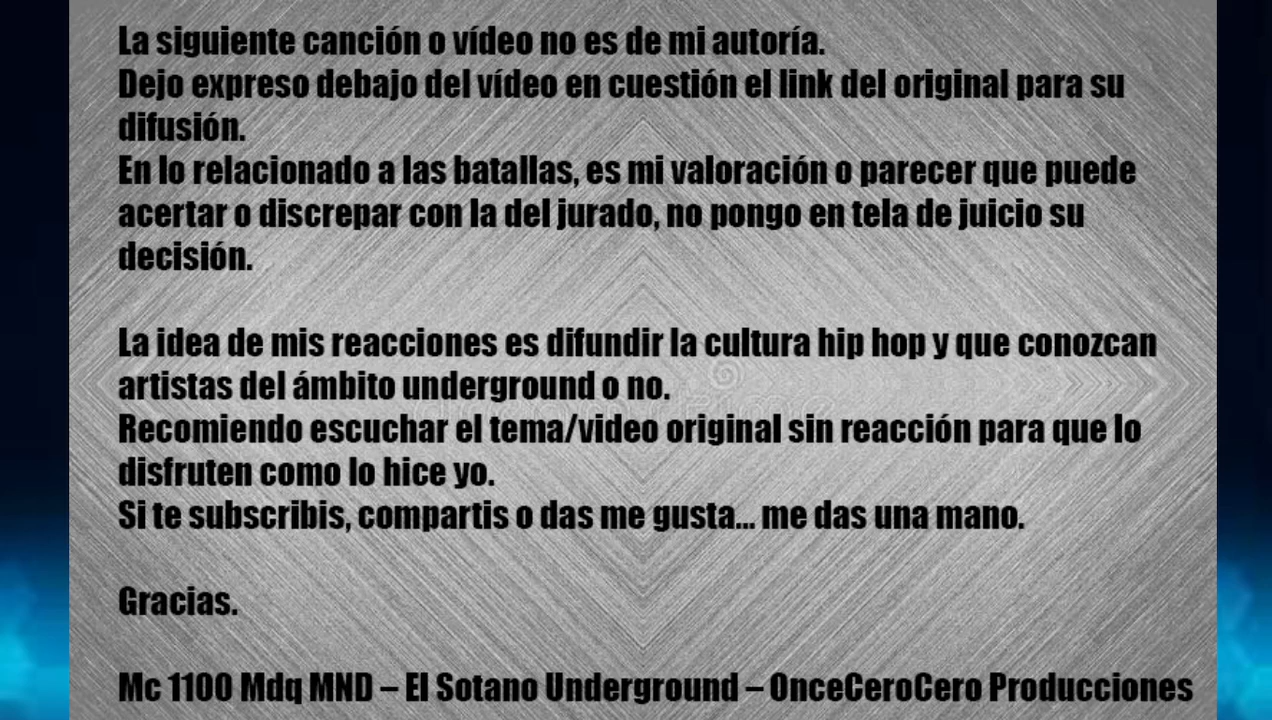 La siguiente canción o vídeo no es de mi autoría.
Dejo expreso debajo del vídeo en cuestión el link del original para su
difusión.
En lo relacionado a las batallas, es mi valoración o parecer que puede
acertar o discrepar con la del jurado, no pongo en tela de juicio su
decisión.
La idea de mis reacciones es difundir la cultura hip hop y que conozcan
artistas del ámbito underground o no.
Recomiendo escuchar el tema/video original sin reacción para que lo
disfruten como lo hice yo.
Si te subscribis, compartis o das me gusta... me das una mano.
Gracias.
Mc 1100 Mdq MND – El Sotano Underground – OnceCeroCero Producciones